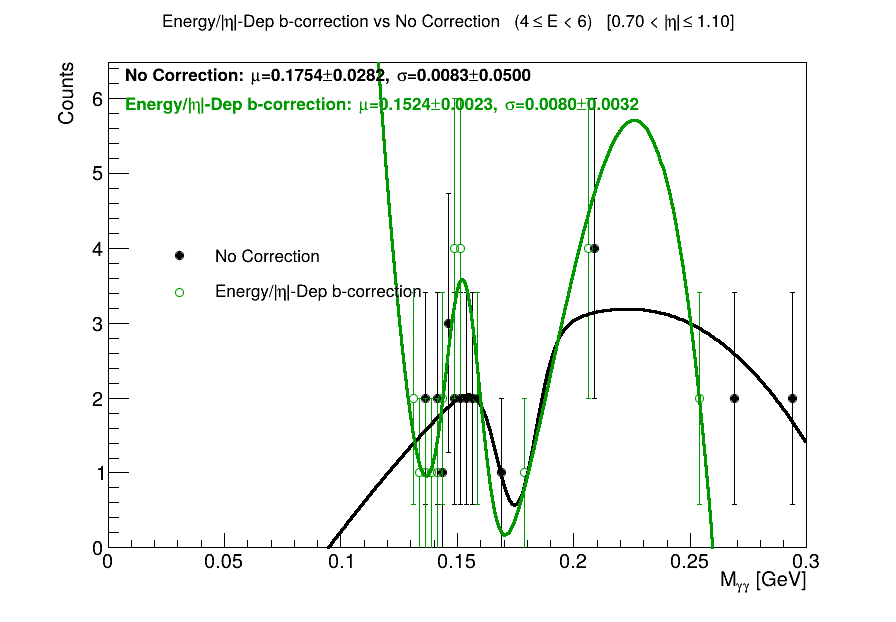 Energy/|η|-Dep b-correction vs No Correction (4 ≤ E < 6) [0.70 < |η| ≤ 1.10]
Counts
No Correction: μ=0.1754±0.0282, σ=0.0083±0.0500
Energy/|η|-Dep b-correction: μ=0.1524±0.0023, σ=0.0080±0.0032
6
5
4
3
2
1
0
No Correction
Energy/|η|-Dep b-correction
0 0.05 0.1 0.15 0.2 0.25 0.3
Mγγ [GeV]